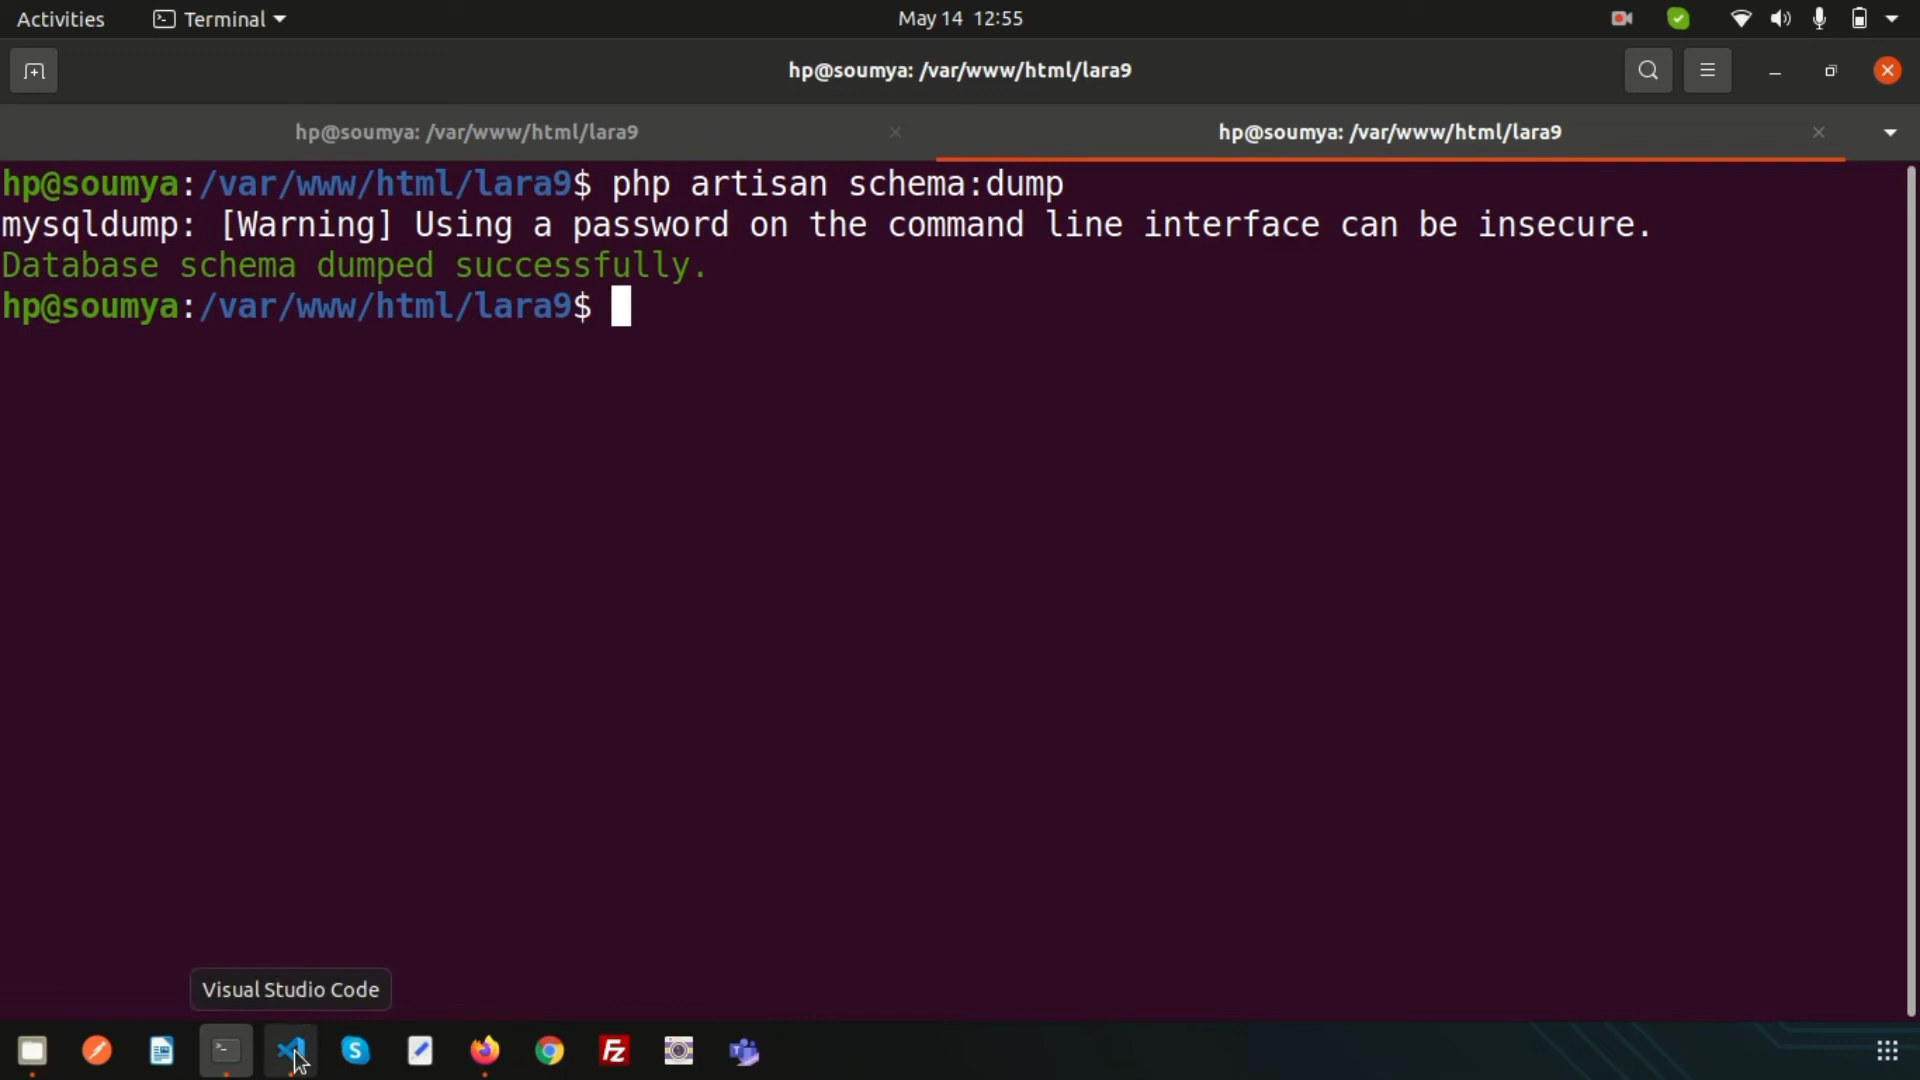 Activities
Terminal
May 14 12:55
hp@soumya: /var/www/html/lara9
hp@soumya: /var/www/html/lara9
hp@soumya: /var/www/html/lara9
hp@soumya:/var/www/html/lara9$ php artisan schema:dump
mysqldump: [Warning] Using a password on the command line interface can be insecure.
Database schema dumped successfully.
hp@soumya:/var/www/html/lara9$
Visual Studio Code